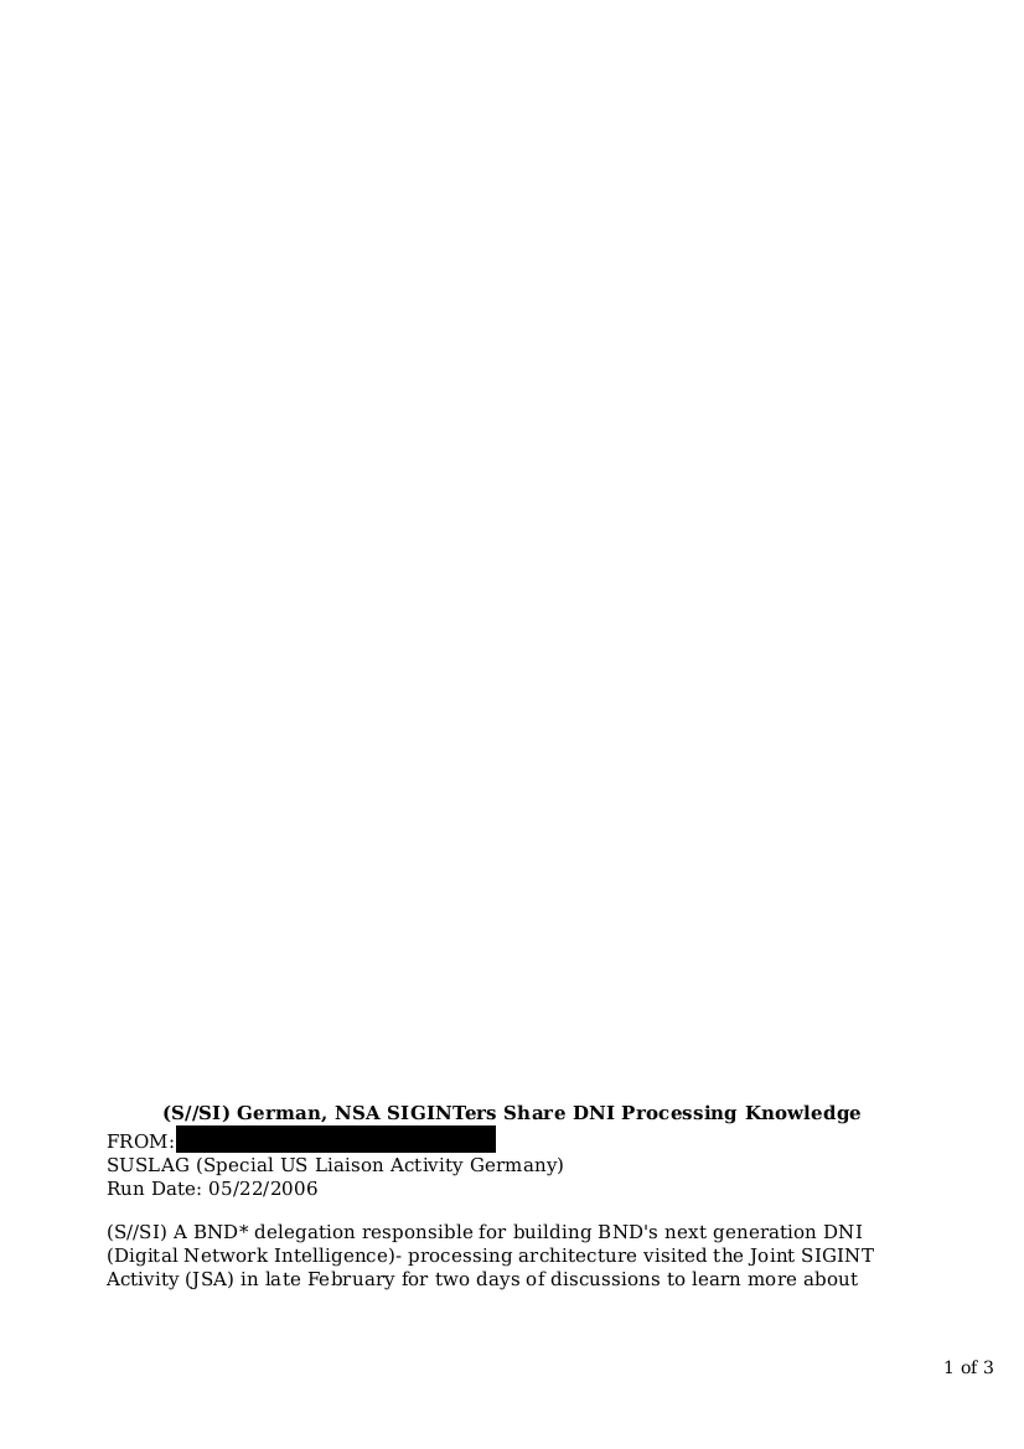 (S//SI) German, NSA SIGINTers Share DNI Processing Knowledge
FROM:
SUSLAG (Special US Liaison Activity Germany)
Run Date: 05/22/2006
(S//SI) A BND* delegation responsible for building BND's next generation DNI
(Digital Network Intelligence)- processing architecture visited the Joint SIGINT
Activity (JSA) in late February for two days of discussions to learn more about
1 of 3